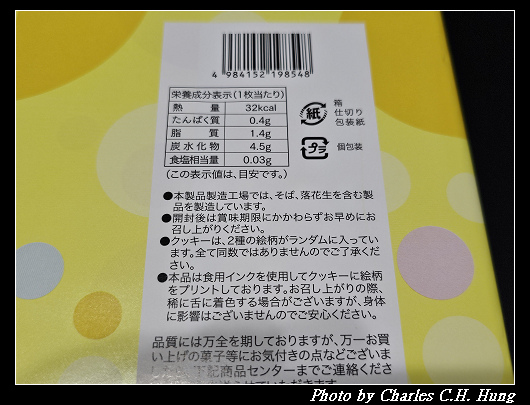 4 984152 198548
栄養成分表示(1枚当たり)
熱量 32kcal
たんぱく質 0.4g
脂質 1.4g
炭水化物 4.5g
食塩相当量 0.03g
(この表示値は、目安です。)
紙
箱
仕切り
包装紙
プラ
個包装
●本製品製造工場では、そば、落花生を含む製
品を製造しています。
●開封後は賞味期限にかかわらずお早めにお
召し上がりください。
●クッキーは、2種の絵柄がランダムに入ってい
ます。全て同数ではありませんのでご了承くだ
さい。
●本品は食用インクを使用してクッキーに絵柄
をプリントしております。お召し上がりの際、
稀に舌に着色する場合がございますが、身体
に影響はございませんのでご安心ください。
品質には万全を期しておりますが、万一お買
い上げの菓子等にお気付きの点などございま
したら、下記商品センターまでご連絡くださ
Photo by Charles C.H. Hung